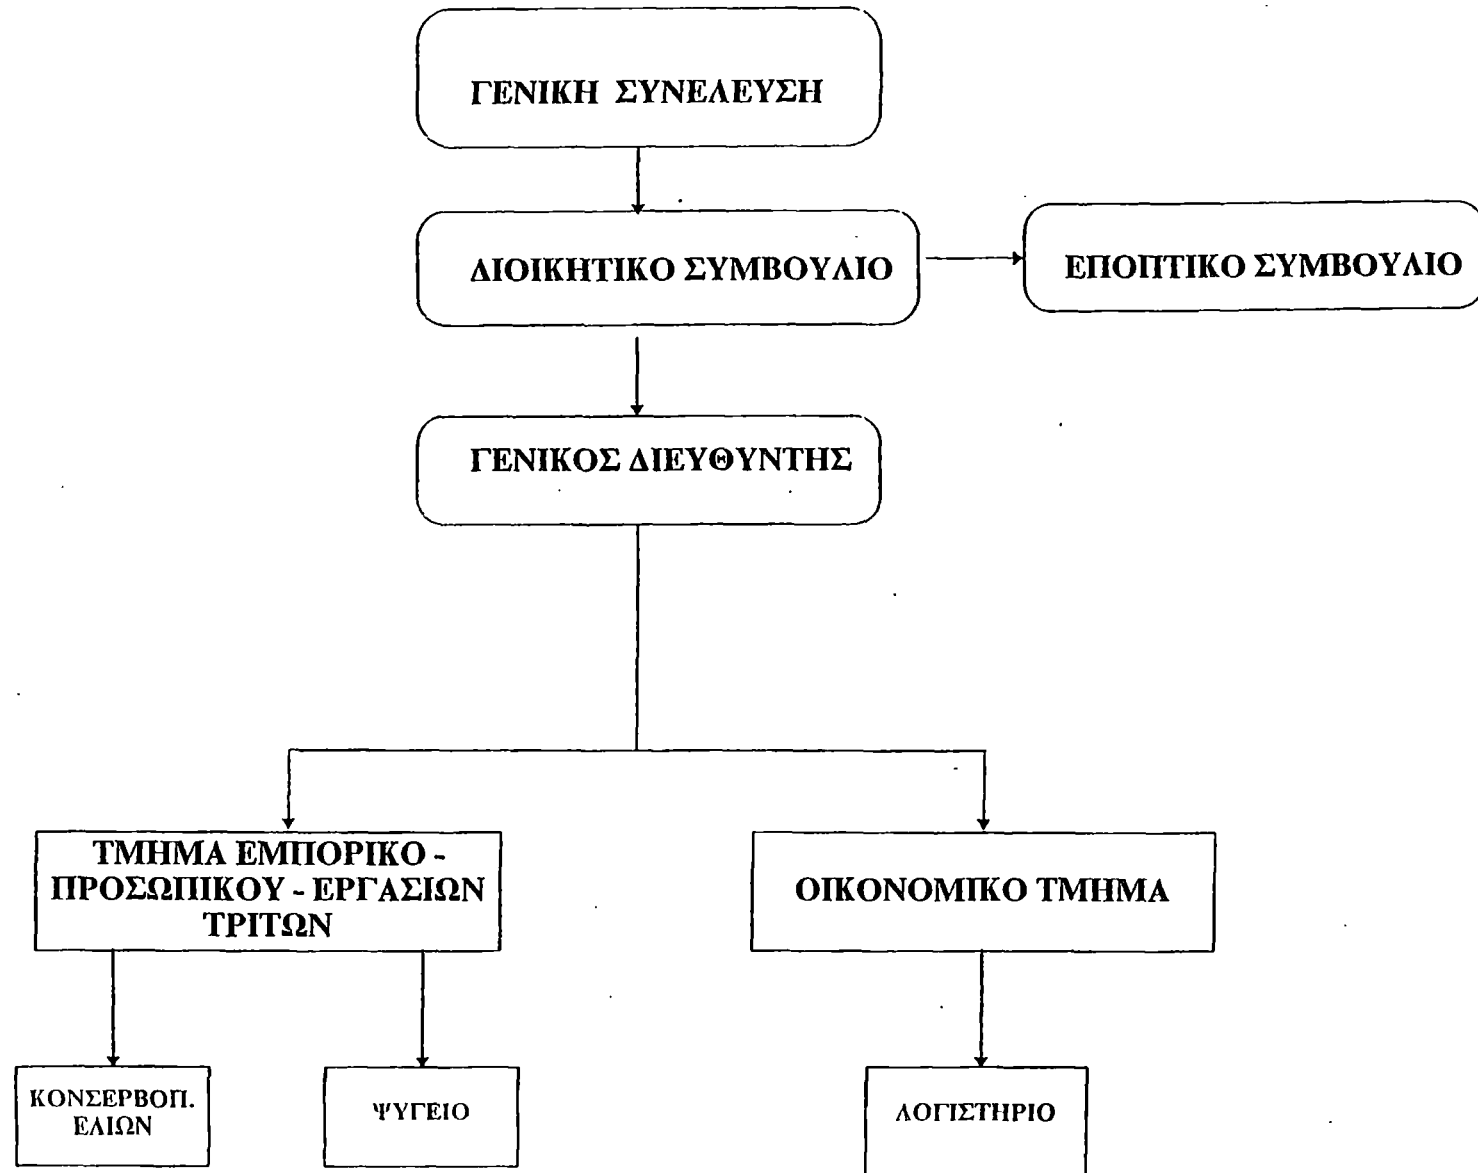 ΓΕΝΙΚΗ ΣΥΝΕΛΕΥΣΗ
ΔΙΟΙΚΗΤΙΚΟ ΣΥΜΒΟΥΛΙΟ
ΕΠΟΠΤΙΚΟ ΣΥΜΒΟΥΛΙΟ
ΓΕΝΙΚΟΣ ΔΙΕΥΘΥΝΤΗΣ
ΤΜΗΜΑ ΕΜΠΟΡΙΚΟ -
ΠΡΟΣΩΠΙΚΟΥ - ΕΡΓΑΣΙΩΝ
ΤΡΙΤΩΝ
ΟΙΚΟΝΟΜΙΚΟ ΤΜΗΜΑ
ΚΟΝΣΕΡΒΟΠ.
ΕΛΙΩΝ
ΨΥΓΕΙΟ
ΛΟΓΙΣΤΗΡΙΟ